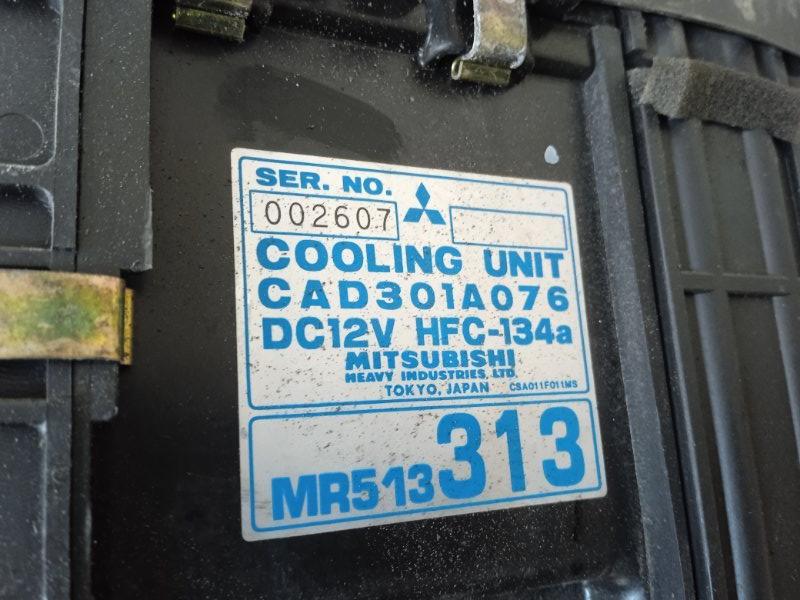 SER. NO.
002607
COOLING UNIT
CAD301A076
DC12V HFC-134a
MITSUBISHI
HEAVY INDUSTRIES, LTD.
TOKYO, JAPAN CSA011F011MS
MR513313